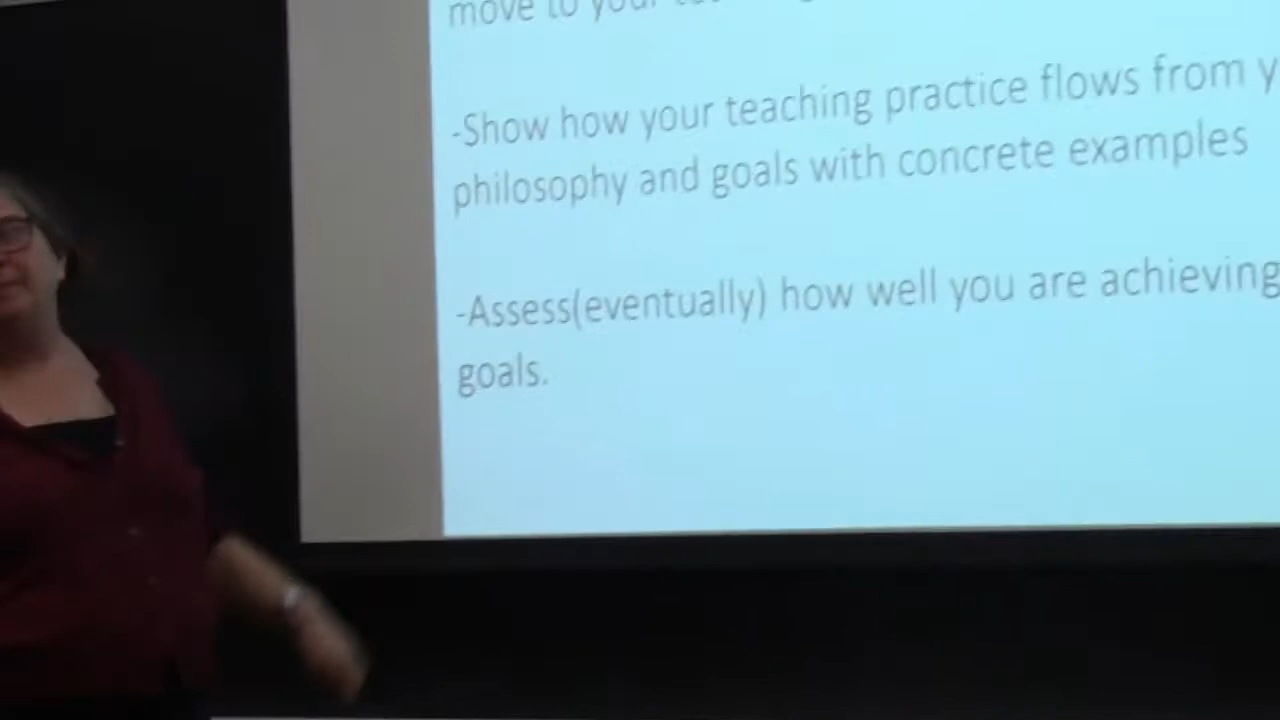 move to your
-Show how your teaching practice flows from y
philosophy and goals with concrete examples
-Assess(eventually) how well you are achieving
goals.